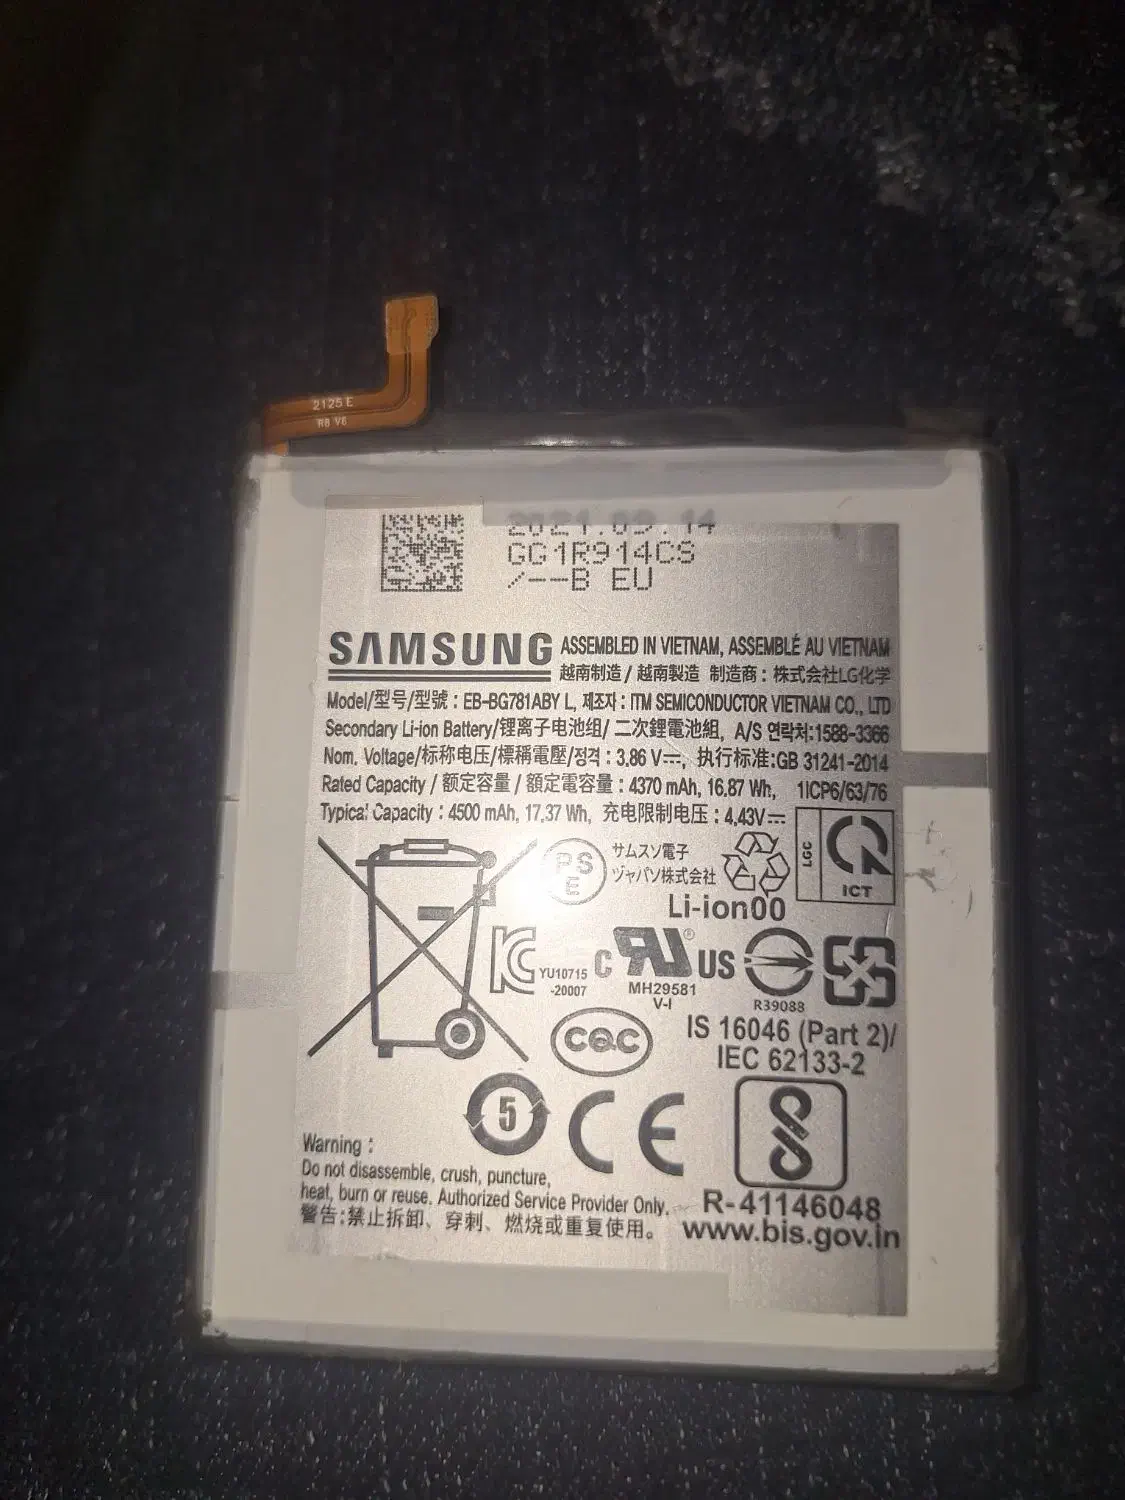 2125 E
R8 V6
2021.09.14
GG1R914CS
/--B EU
SAMSUNG ASSEMBLED IN VIETNAM, ASSEMBLÉ AU VIETNAM
越南制造 / 越南製造 制造商 : 株式会社LG化学
Model/型号/型號 : EB-BG781ABY L, 제조자 : ITM SEMICONDUCTOR VIETNAM CO., LTD
Secondary Li-ion Battery/锂离子电池组/ 二次鋰電池組, A/S 연락처:1588-3366
Nom. Voltage/标称电压/標稱電壓/정격 : 3.86 V⎓, 执行标准:GB 31241-2014
Rated Capacity / 额定容量 / 額定電容量 : 4370 mAh, 16.87 Wh, 1ICP6/63/76
Typical Capacity : 4500 mAh, 17.37 Wh, 充电限制电压 : 4.43V⎓
PS
E
サムスン電子
ジャパン株式会社
LGC
ICT
Li-ion00
KC
YU10715
-20007
C RU® US
MH29581
V-I
R39088
CQC
IS 16046 (Part 2)/
IEC 62133-2
5
CE
Warning :
Do not disassemble, crush, puncture,
heat, burn or reuse. Authorized Service Provider Only.
警告:禁止拆卸、穿刺、燃烧或重复使用。
R-41146048
www.bis.gov.in